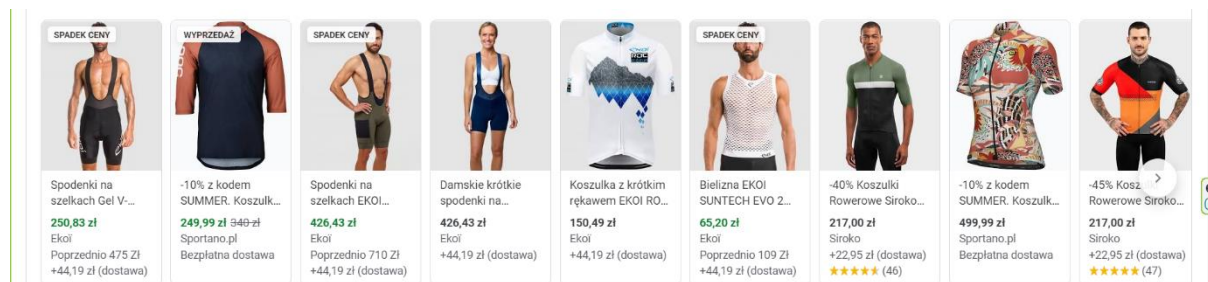 SPADEK CENY
Spodenki na
szelkach Gel V-...
250,83 zł
Ekoï
Poprzednio 475 Zł
+44,19 zł (dostawa)
WYPRZEDAŻ
-10% z kodem
SUMMER. Koszulk...
249,99 zł 340 zł
Sportano.pl
Bezpłatna dostawa
SPADEK CENY
Spodenki na
szelkach EKOI...
426,43 zł
Ekoï
Poprzednio 710 Zł
+44,19 zł (dostawa)
Damskie krótkie
spodenki na...
426,43 zł
Ekoï
+44,19 zł (dostawa)
Koszulka z krótkim
rękawem EKOI RO...
150,49 zł
Ekoï
+44,19 zł (dostawa)
SPADEK CENY
Bielizna EKOI
SUNTECH EVO 2...
65,20 zł
Ekoï
Poprzednio 109 Zł
+44,19 zł (dostawa)
-40% Koszulki
Rowerowe Siroko...
217,00 zł
Siroko
+22,95 zł (dostawa)
(46)
-10% z kodem
SUMMER. Koszulk...
499,99 zł
Sportano.pl
Bezpłatna dostawa
-45% Kosz
Rowerowe Siroko...
217,00 zł
Siroko
+22,95 zł (dostawa)
(47)